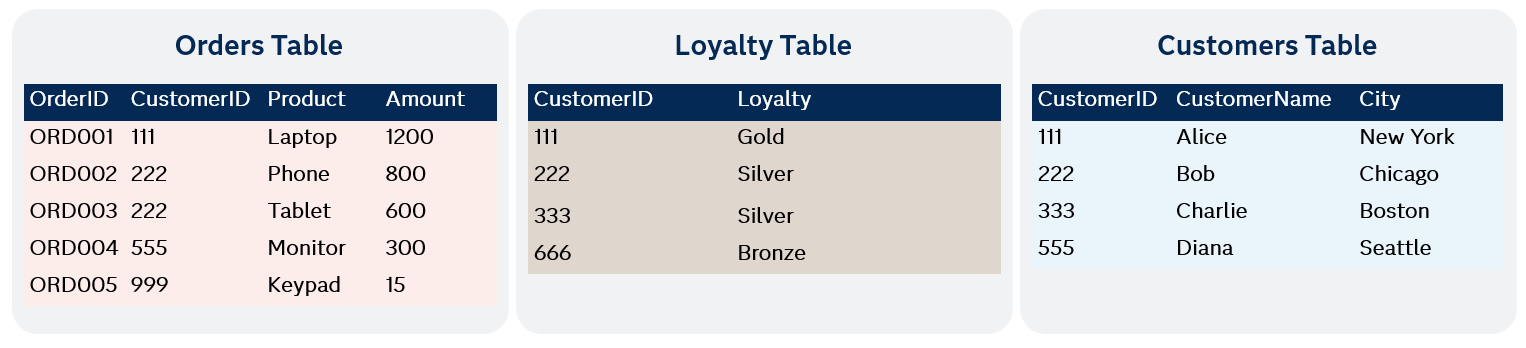 Orders Table
OrderID CustomerID Product Amount
ORD001 111 Laptop 1200
ORD002 222 Phone 800
ORD003 222 Tablet 600
ORD004 555 Monitor 300
ORD005 999 Keypad 15
Loyalty Table
CustomerID Loyalty
111 Gold
222 Silver
333 Silver
666 Bronze
Customers Table
CustomerID CustomerName City
111 Alice New York
222 Bob Chicago
333 Charlie Boston
555 Diana Seattle